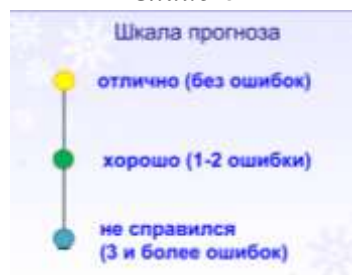 Шкала прогноза
отлично (без ошибок)
хорошо (1-2 ошибки)
не справился
(3 и более ошибок)